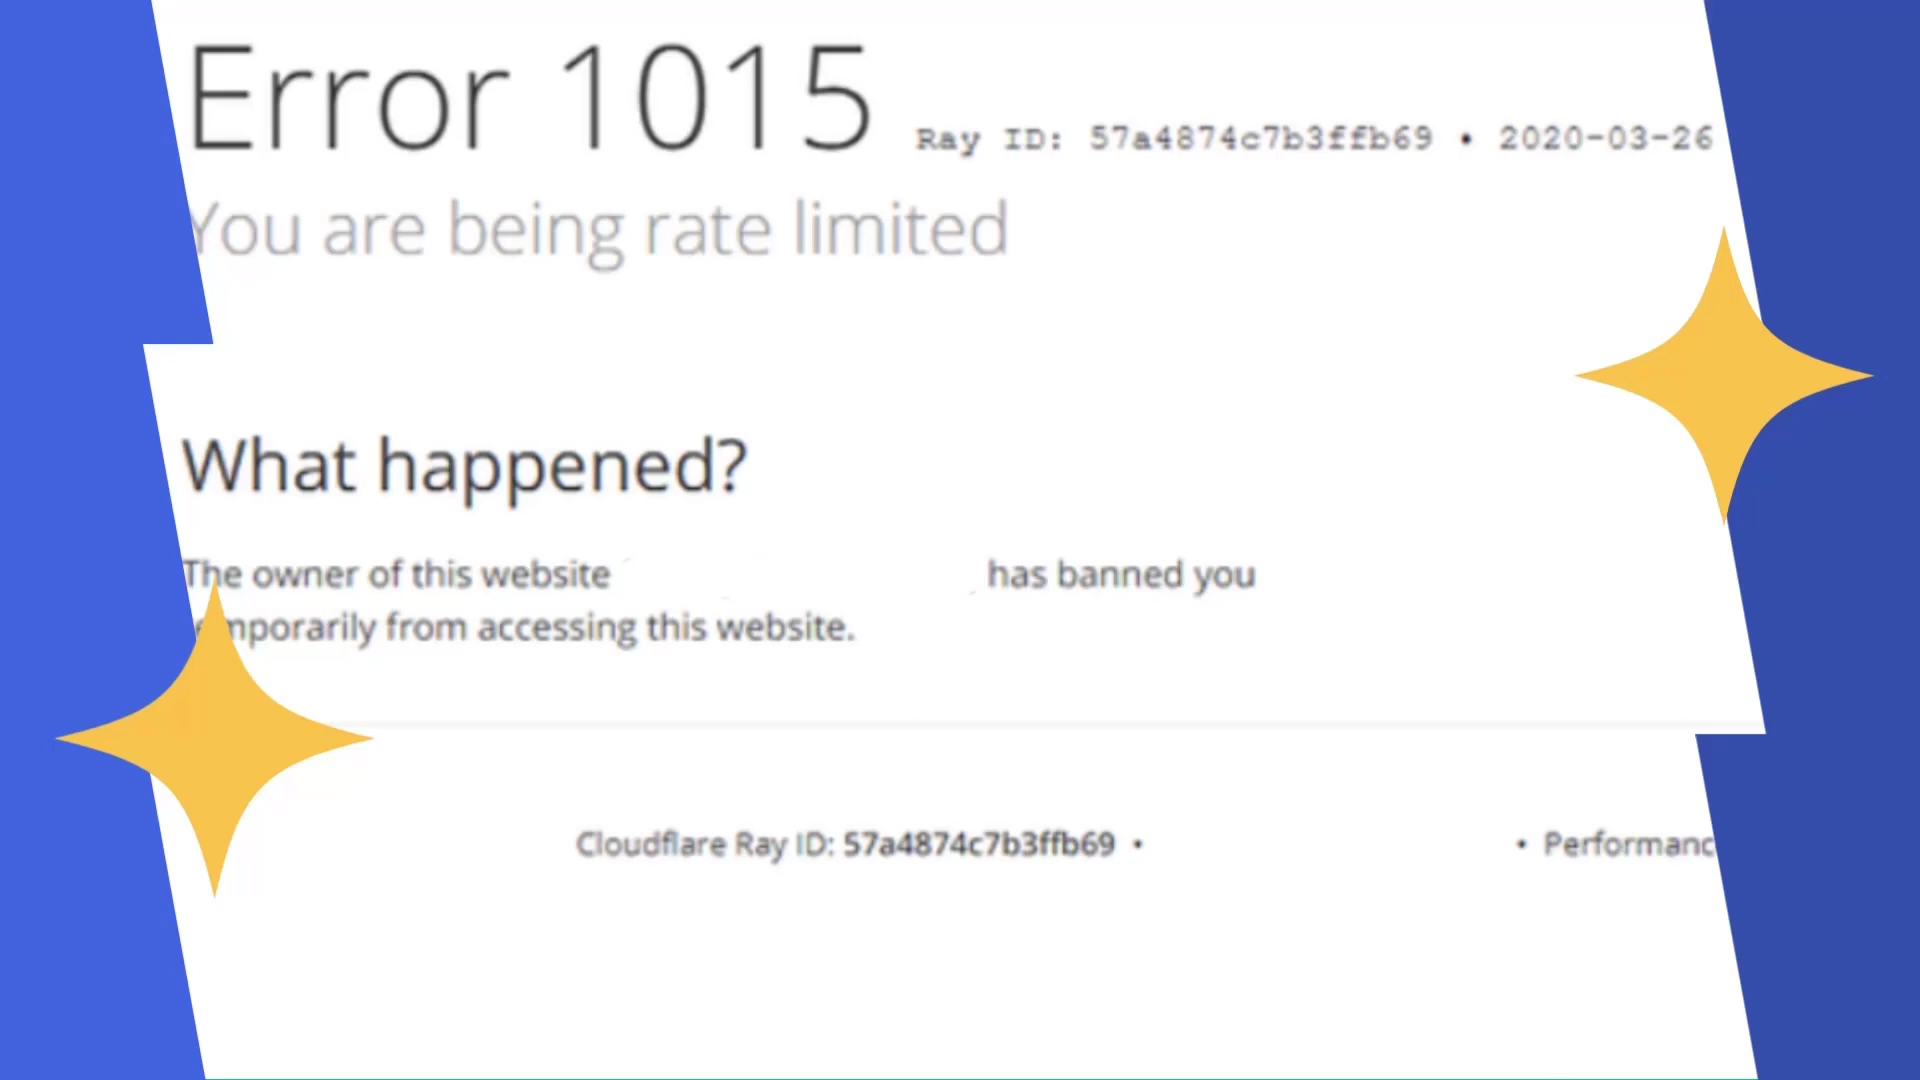 Error 1015 Ray ID: 57a4874c7b3ffb69 • 2020-03-26
You are being rate limited
What happened?
The owner of this website has banned you
temporarily from accessing this website.
Cloudflare Ray ID: 57a4874c7b3ffb69 • • Performanc